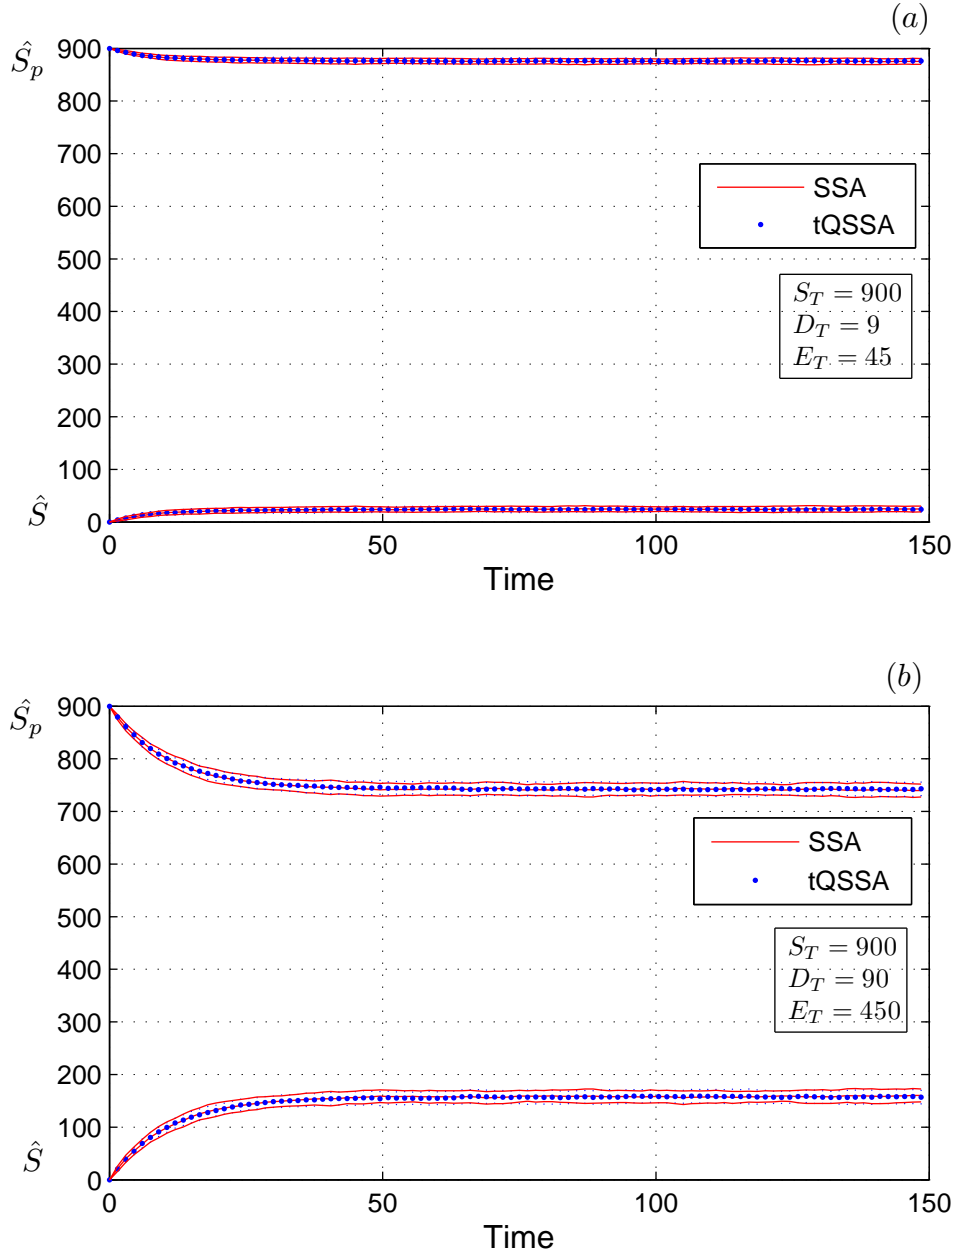 (a)
900
Ŝ_p
800
700
600
500
400
300
200
100
Ŝ
0
SSA
tQSSA
S_T = 900
D_T = 9
E_T = 45
0 50 100 150
Time
(b)
900
Ŝ_p
800
700
600
500
400
300
200
100
Ŝ
0
SSA
tQSSA
S_T = 900
D_T = 90
E_T = 450
0 50 100 150
Time